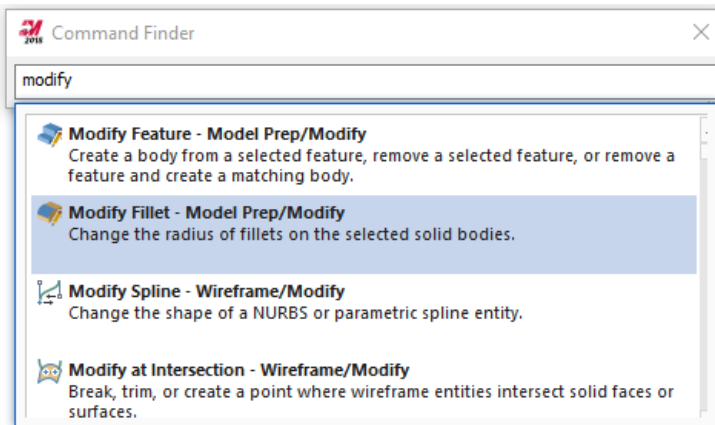 2018 Command Finder
modify
Modify Feature - Model Prep/Modify
Create a body from a selected feature, remove a selected feature, or remove a
feature and create a matching body.
Modify Fillet - Model Prep/Modify
Change the radius of fillets on the selected solid bodies.
Modify Spline - Wireframe/Modify
Change the shape of a NURBS or parametric spline entity.
Modify at Intersection - Wireframe/Modify
Break, trim, or create a point where wireframe entities intersect solid faces or
surfaces.